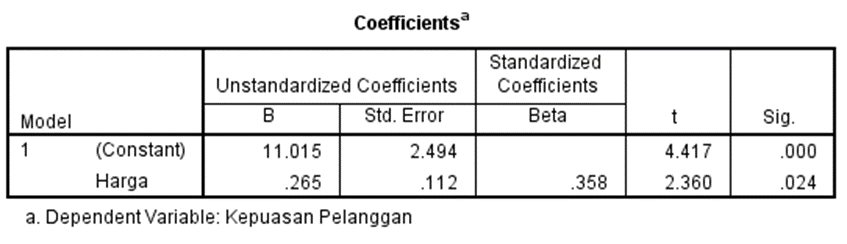 Coefficientsª
Model Unstandardized Coefficients Standardized Coefficients t Sig.
B Std. Error Beta
1 (Constant) 11.015 2.494 4.417 .000
Harga .265 .112 .358 2.360 .024
a. Dependent Variable: Kepuasan Pelanggan